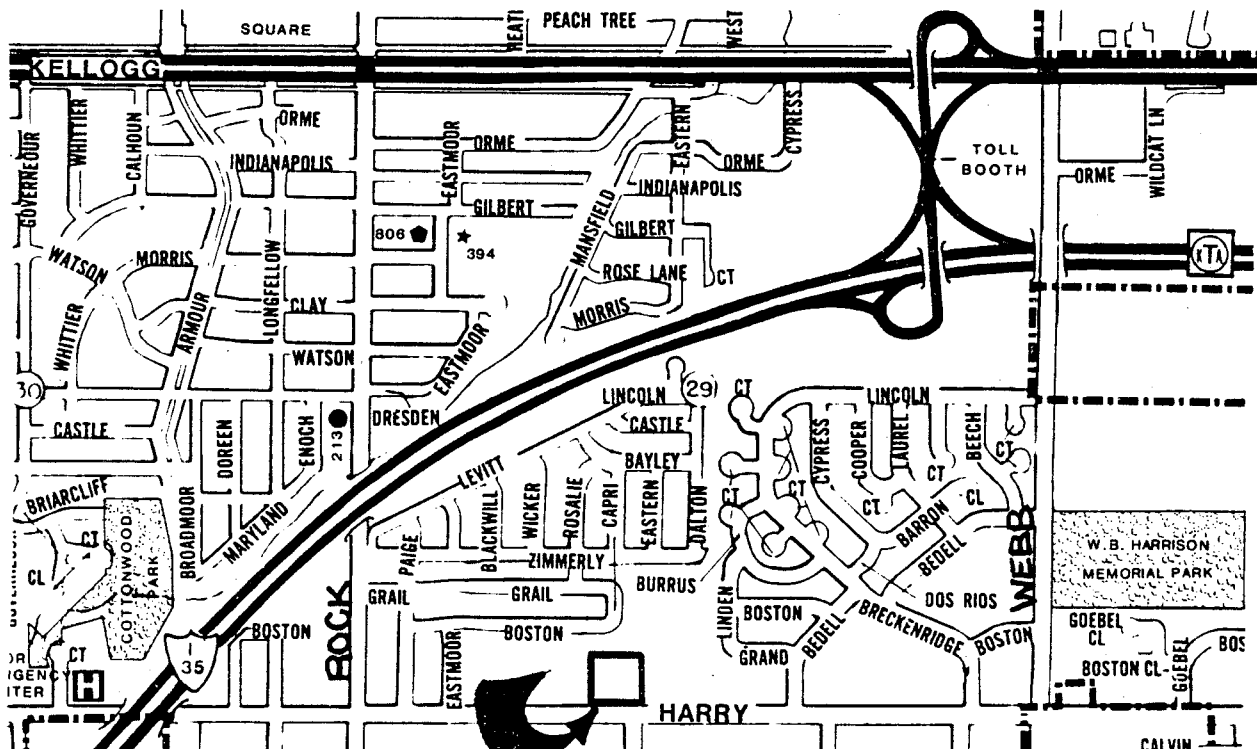 SQUARE
PEACH TREE
HEATH
WEST
KELLOGG
GOVERNEOUR
WHITTIER
CALHOUN
ORME
INDIANAPOLIS
EASTMOOR
ORME
EASTERN
ORME
CYPRESS
TOLL
BOOTH
ORME
WILDCAT LN
INDIANAPOLIS
GILBERT
MANSFIELD
GILBERT
806
394
WATSON
MORRIS
LONGFELLOW
ROSE LANE
CT
KTA
CLAY
MORRIS
WHITTIER
ARMOUR
WATSON
EASTMOOR
30
LINCOLN
29
CT
LINCOLN
DRESDEN
CASTLE
DOREEN
ENOCH
213
CASTLE
BAYLEY
CYPRESS
COOPER
LAUREL
BEECH
CT
CT
LEVITT
CT
CT
CT
CL
BRIARCLIFF
BROADMOOR
MARYLAND
BLACKWILL
WICKER
ROSALIE
CAPRI
EASTERN
DALTON
BARRON
BEDELL
WEBB
CT
COTTONWOOD
PARK
PAIGE
ZIMMERLY
BURRUS
W.B. HARRISON
MEMORIAL PARK
CL
ROCK
GRAIL
GRAIL
LINDEN
BOSTON
DOS RIOS
BOSTON
BOSTON
BEDELL
BRECKENRIDGE
BOSTON
GOEBEL
CL
BOS
CT
35
EASTMOOR
GRAND
BOSTON CL
GOEBEL
H
HARRY
CALVIN